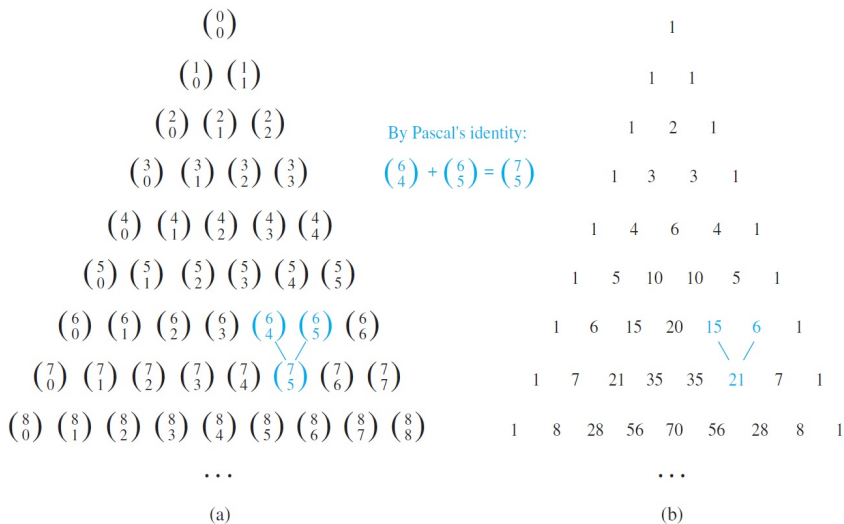 (0 0)
(1 0) (1 1)
(2 0) (2 1) (2 2)
(3 0) (3 1) (3 2) (3 3)
(4 0) (4 1) (4 2) (4 3) (4 4)
(5 0) (5 1) (5 2) (5 3) (5 4) (5 5)
(6 0) (6 1) (6 2) (6 3) (6 4) (6 5) (6 6)
(7 0) (7 1) (7 2) (7 3) (7 4) (7 5) (7 6) (7 7)
(8 0) (8 1) (8 2) (8 3) (8 4) (8 5) (8 6) (8 7) (8 8)
...
(a)
By Pascal's identity:
(6 4) + (6 5) = (7 5)
1
1 1
1 2 1
1 3 3 1
1 4 6 4 1
1 5 10 10 5 1
1 6 15 20 15 6 1
1 7 21 35 35 21 7 1
1 8 28 56 70 56 28 8 1
...
(b)